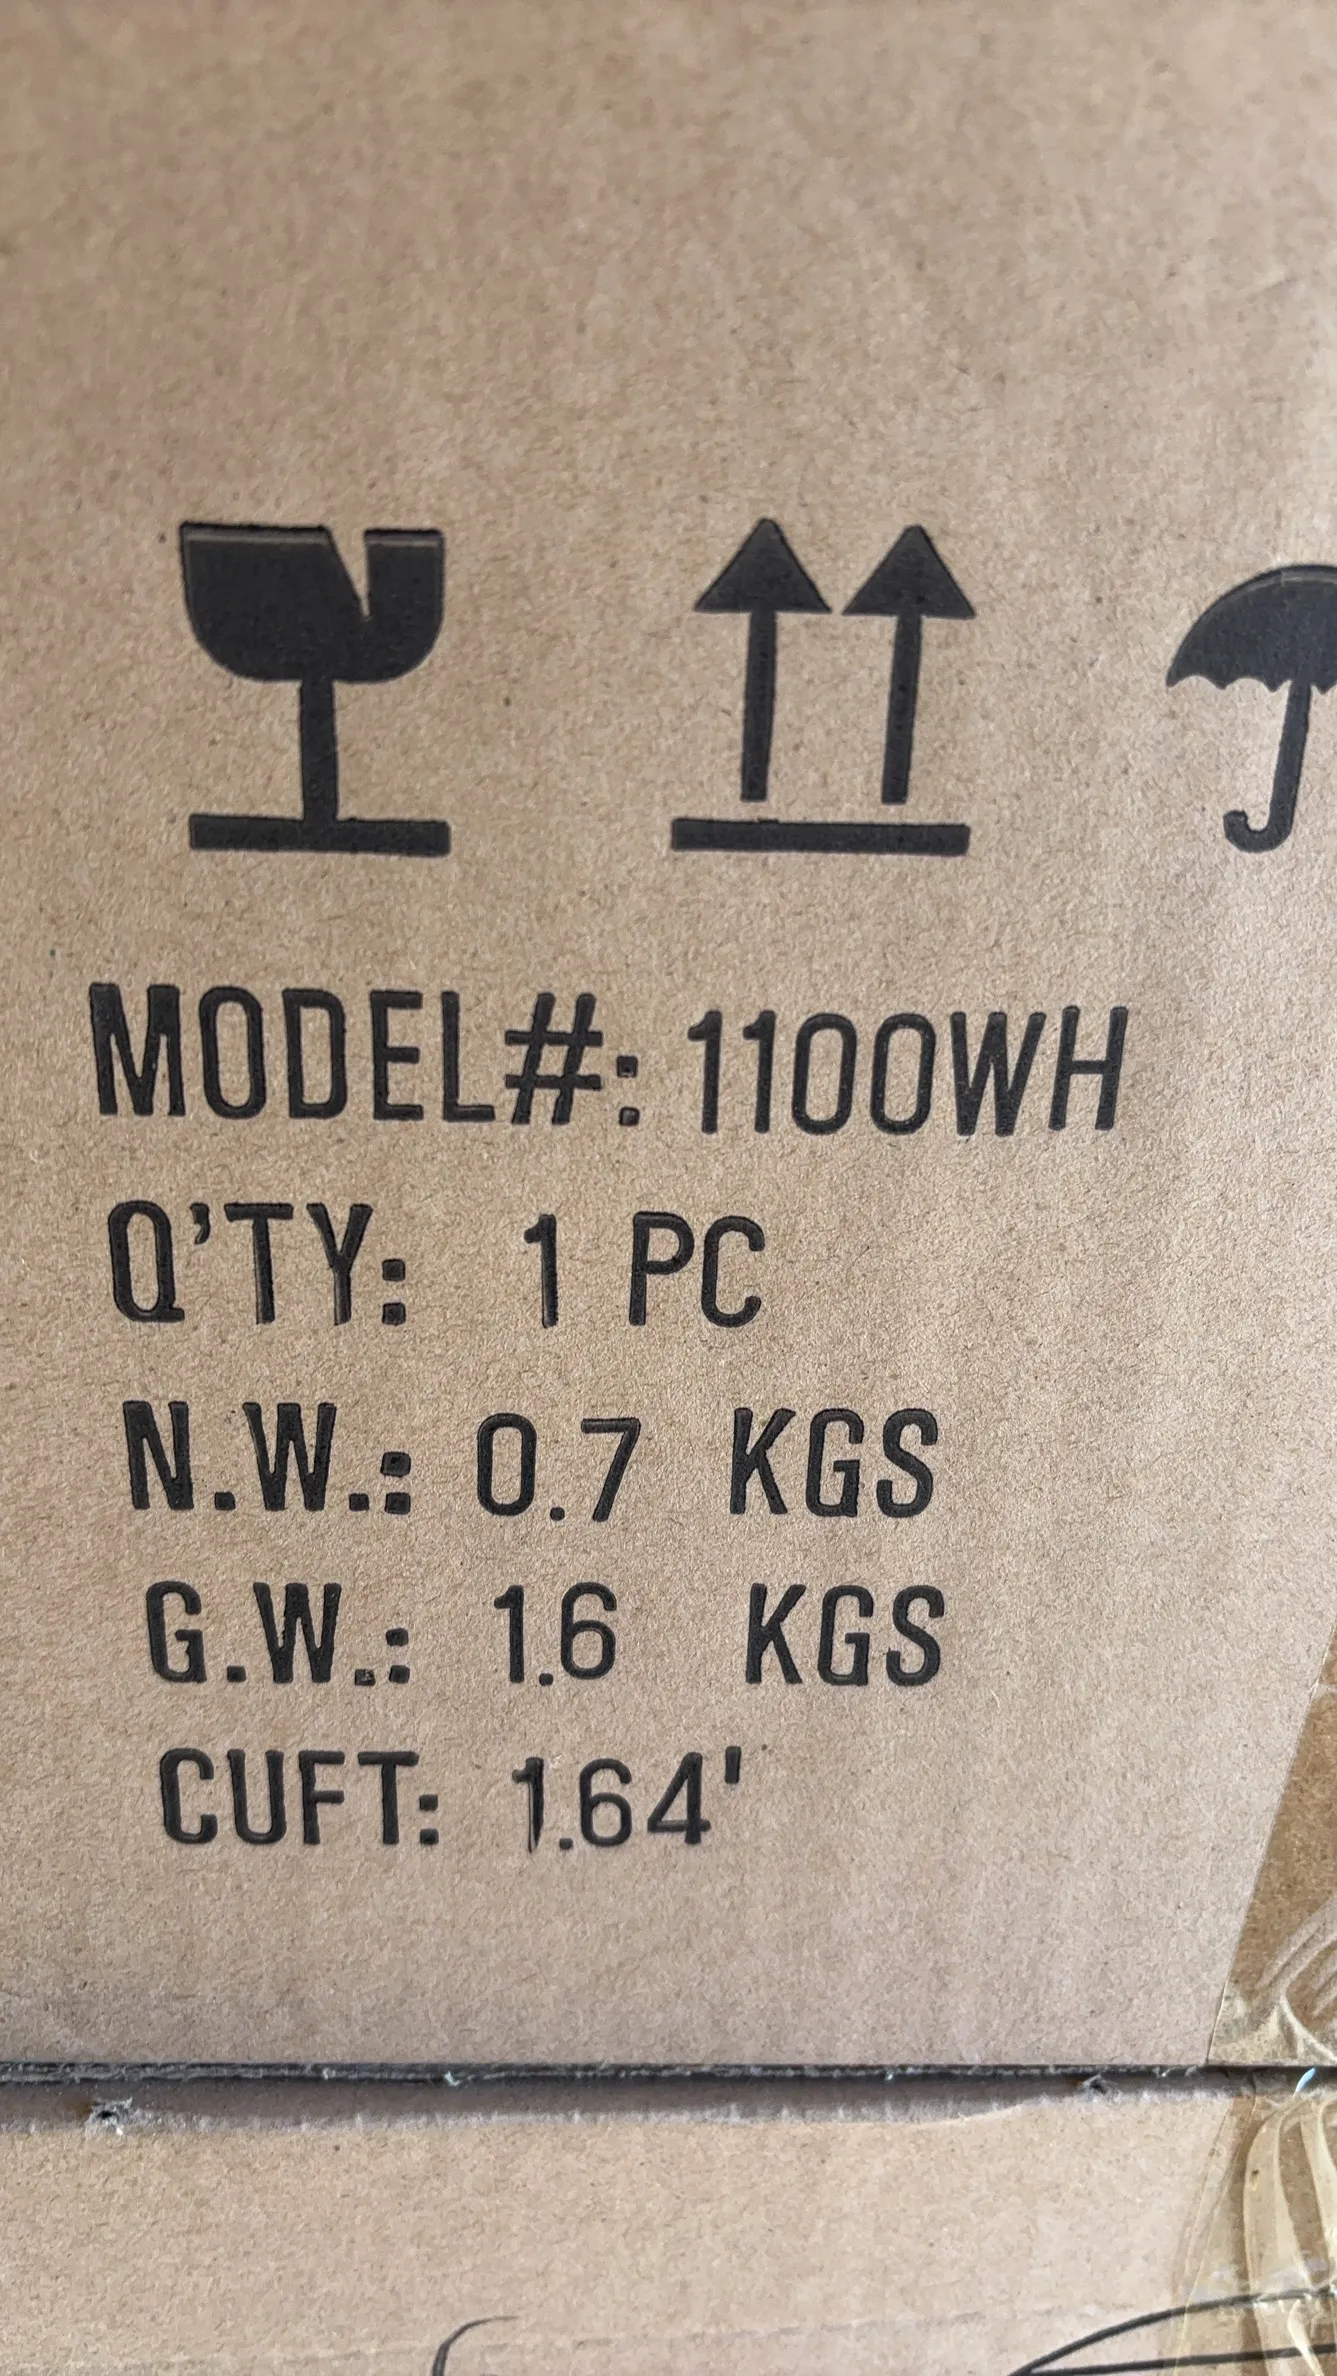 MODEL#: 1100WH
Q'TY: 1 PC
N.W.: 0.7 KGS
G.W.: 1.6 KGS
CUFT: 1.64'